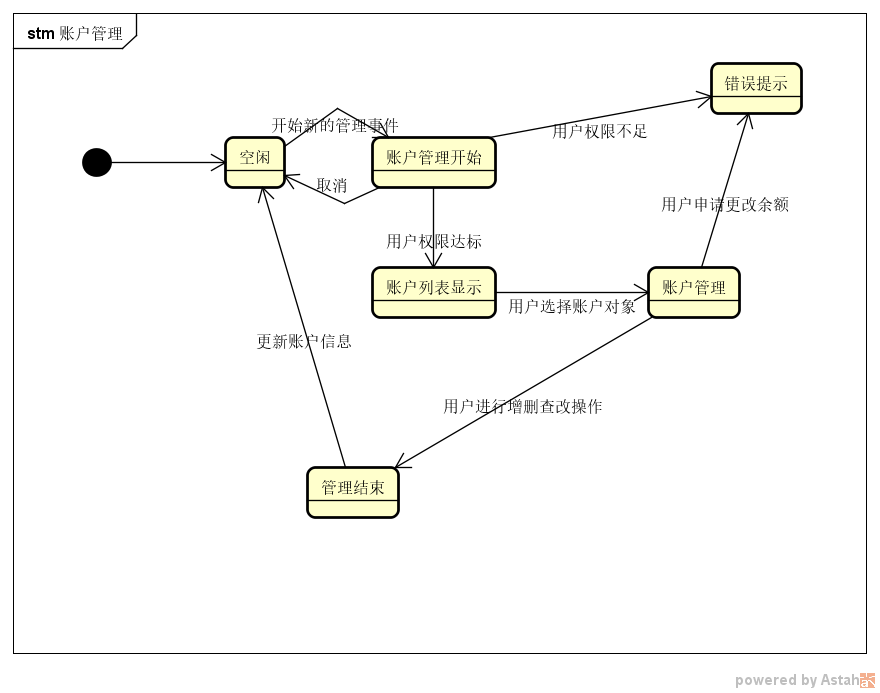 stm 账户管理
错误提示
开始新的管理事件
用户权限不足
空闲
账户管理开始
取消
用户申请更改余额
用户权限达标
账户列表显示
账户管理
用户选择账户对象
更新账户信息
用户进行增删查改操作
管理结束
powered by Astah